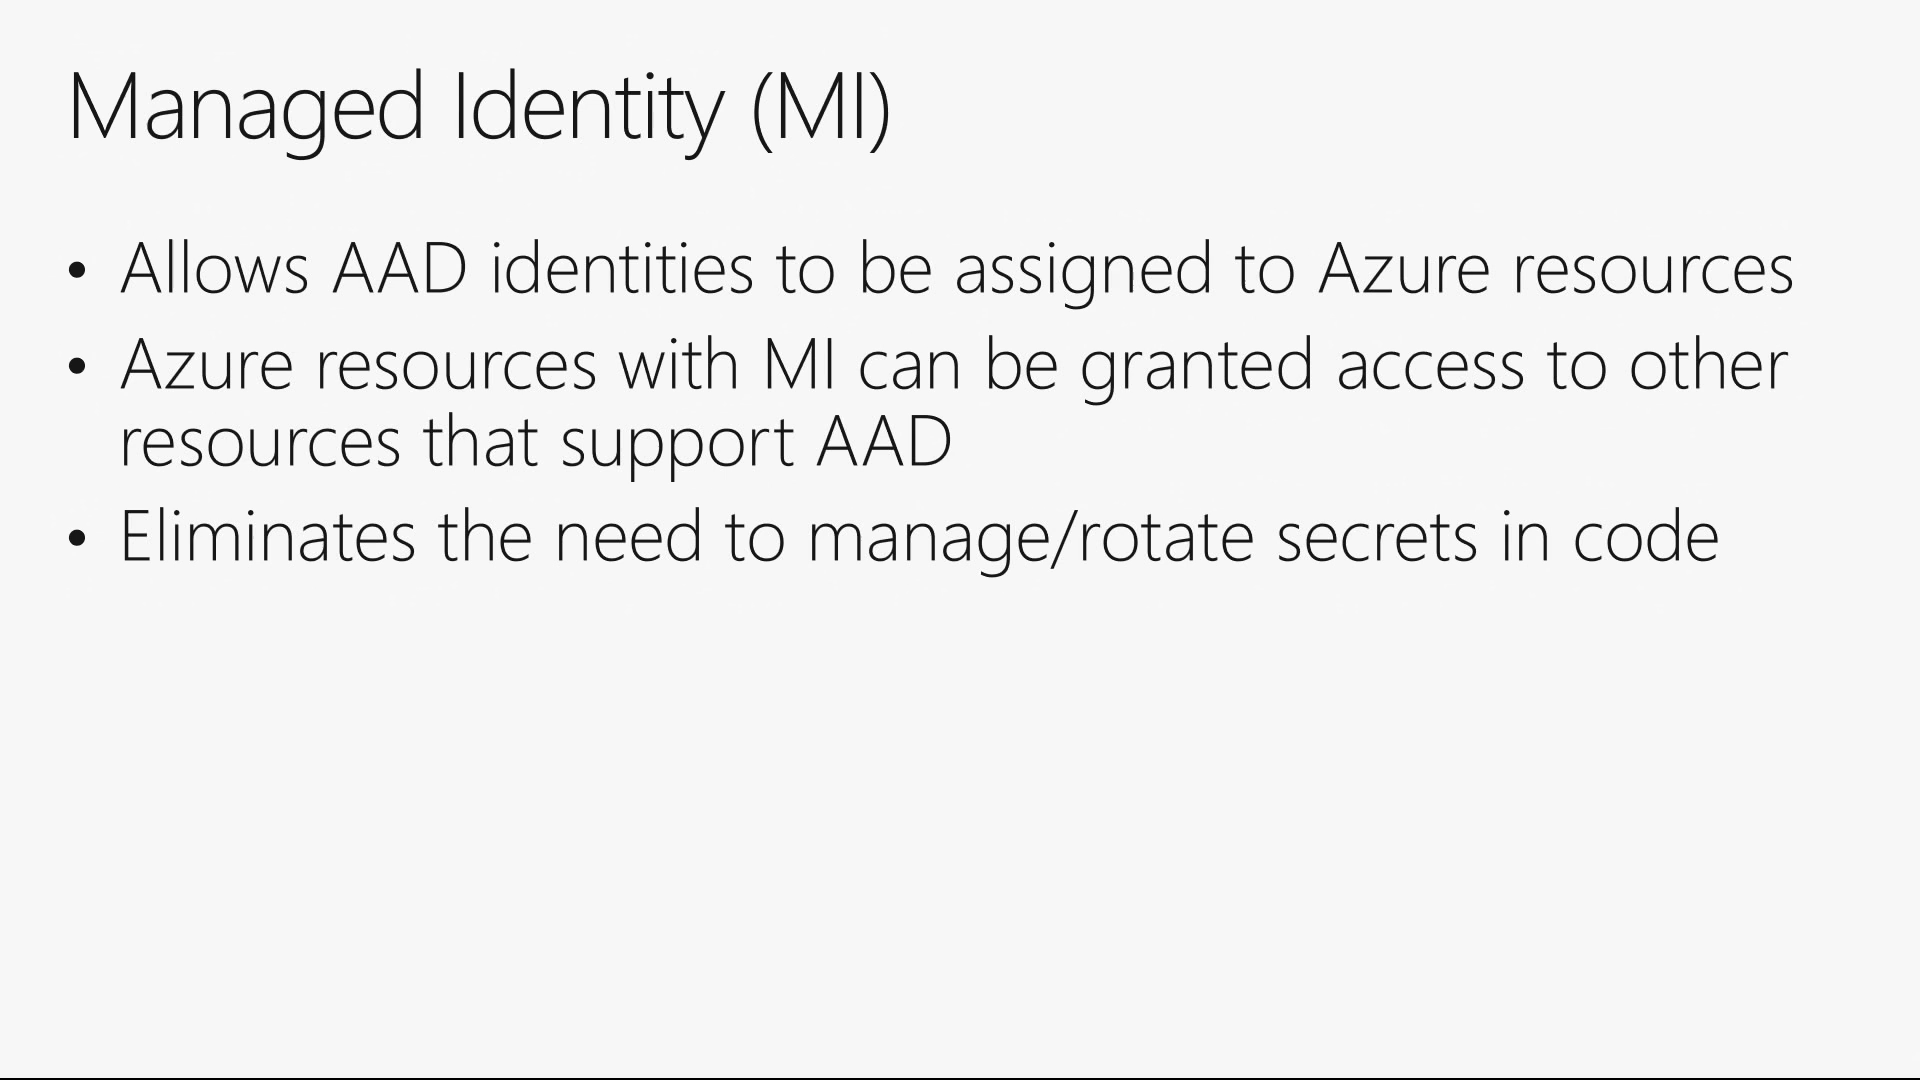 Managed Identity (MI)
• Allows AAD identities to be assigned to Azure resources
• Azure resources with MI can be granted access to other
resources that support AAD
• Eliminates the need to manage/rotate secrets in code